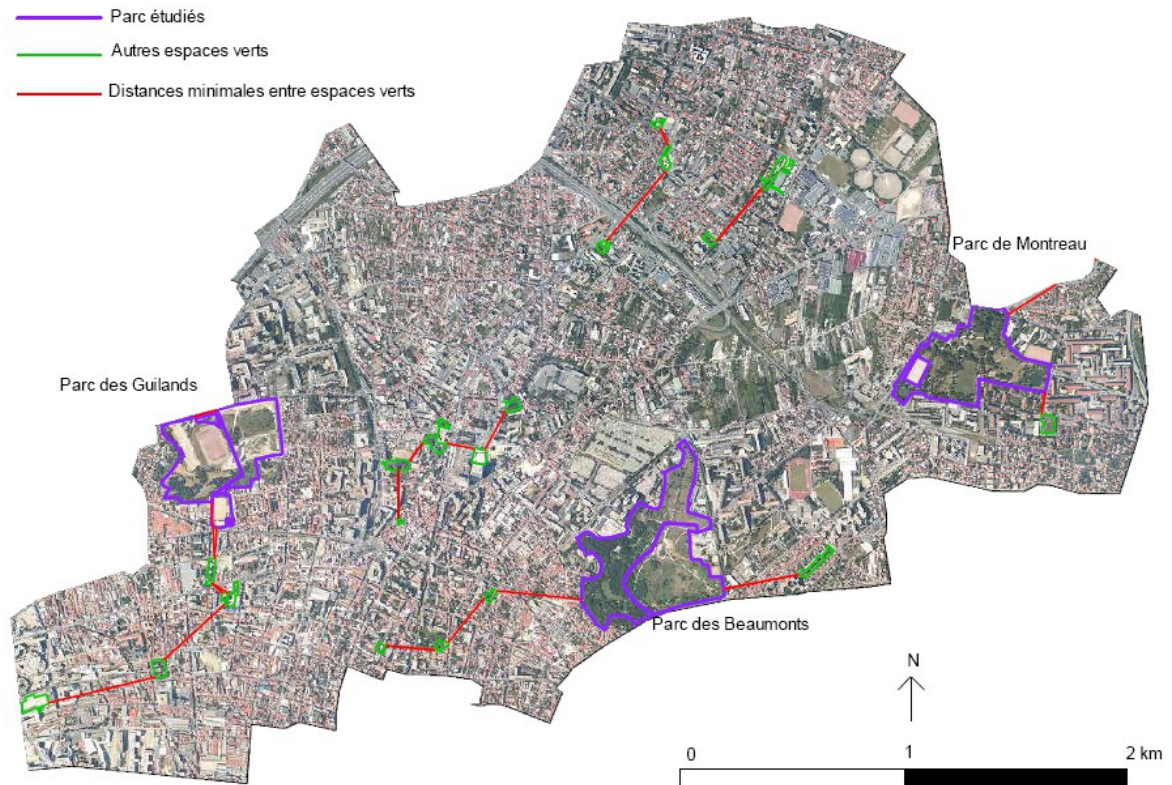 Parc étudiés
Autres espaces verts
Distances minimales entre espaces verts
Parc de Montreau
Parc des Guilands
Parc des Beaumonts
N
0 1 2 km